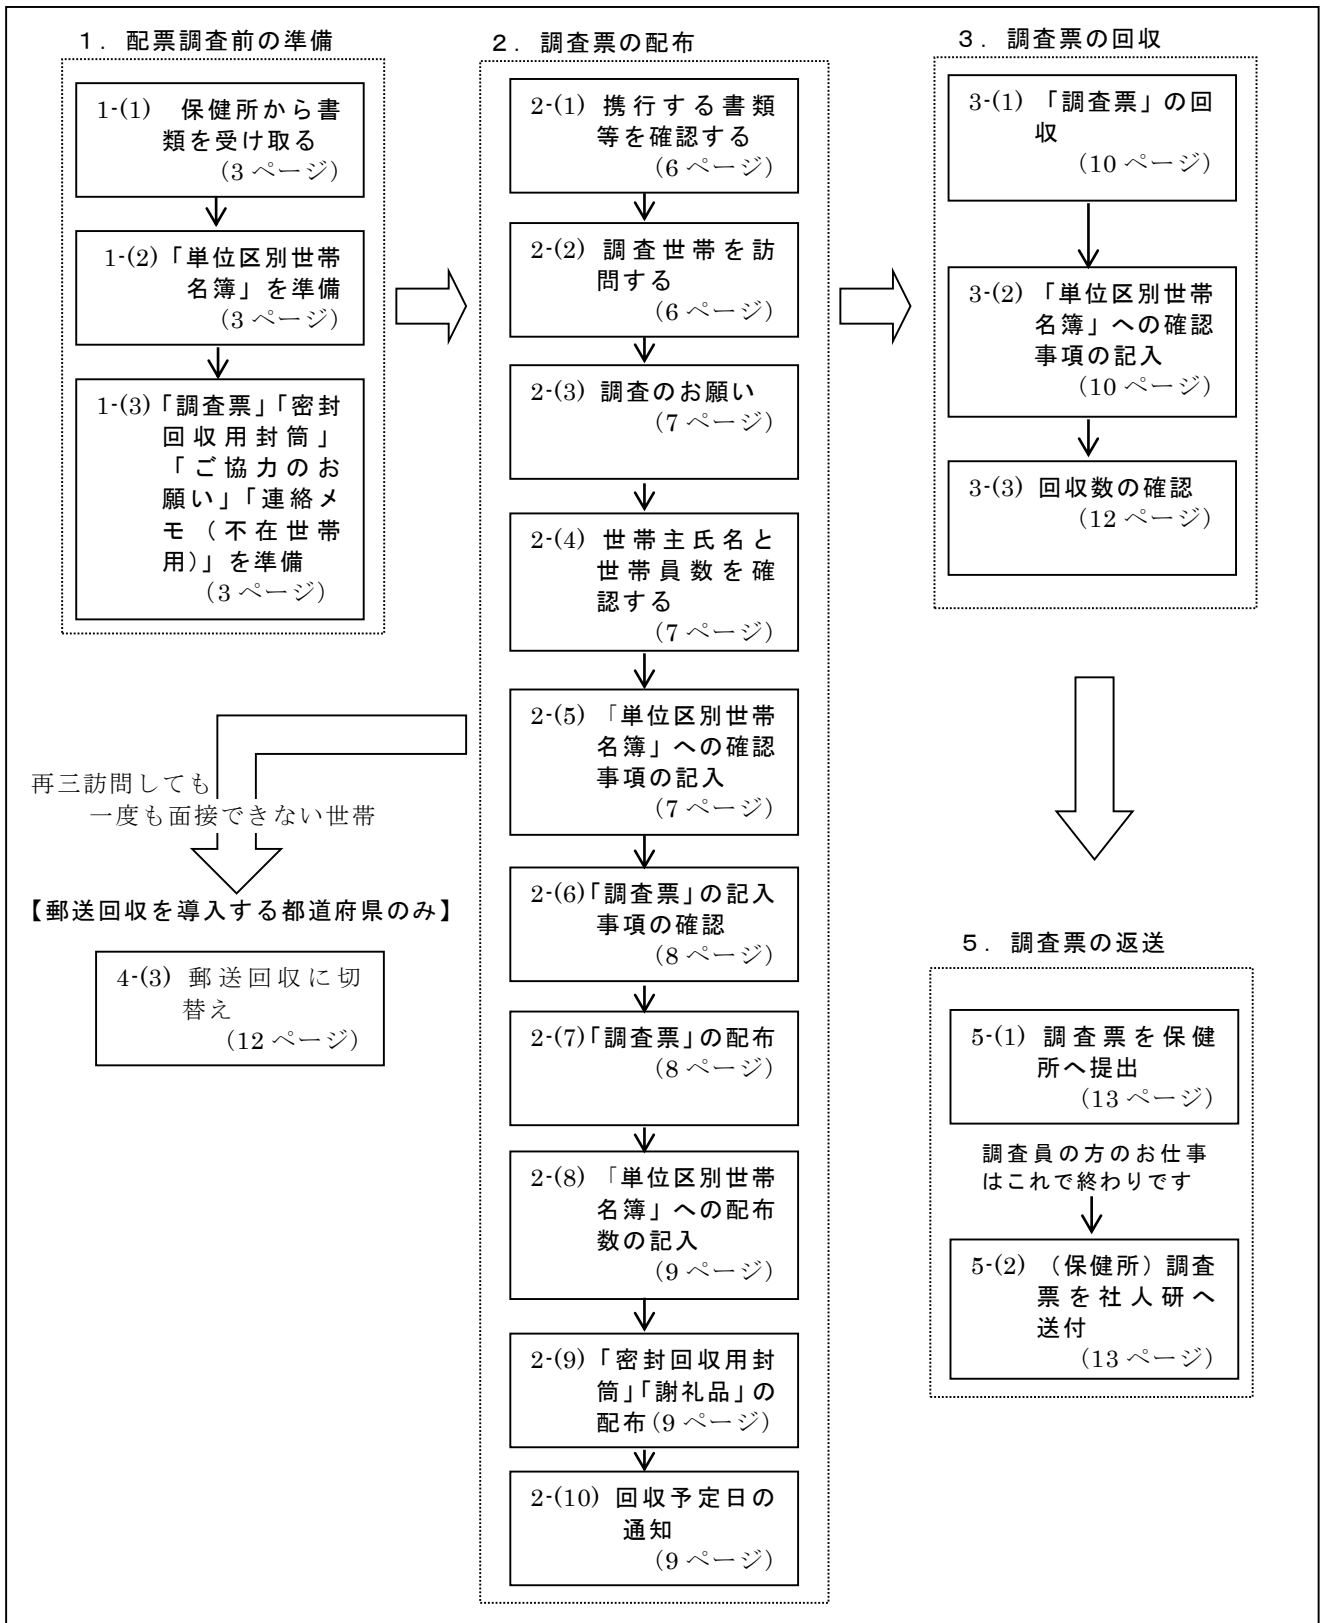 １．配票調査前の準備
1-(1) 保健所から書
類を受け取る
（3 ページ）
1-(2)「単位区別世帯
名簿」を準備
（3 ページ）
1-(3)「調査票」「密封
回収用封筒」
「ご協力のお
願い」「連絡メ
モ（不在世帯
用）」を準備
（3 ページ）
２．調査票の配布
2-(1) 携行する書類
等を確認する
（6 ページ）
2-(2) 調査世帯を訪
問する
（6 ページ）
2-(3) 調査のお願い
（7 ページ）
2-(4) 世帯主氏名と
世帯員数を確
認する
（7 ページ）
2-(5) 「単位区別世帯
名簿」への確認
事項の記入
（7 ページ）
2-(6)「調査票」の記入
事項の確認
（8 ページ）
2-(7)「調査票」の配布
（8 ページ）
2-(8) 「単位区別世帯
名簿」への配布
数の記入
（9 ページ）
2-(9)「密封回収用封
筒」「謝礼品」の
配布（9 ページ）
2-(10) 回収予定日の
通知
（9 ページ）
再三訪問しても
一度も面接できない世帯
【郵送回収を導入する都道府県のみ】
4-(3) 郵送回収に切
替え
（12 ページ）
３．調査票の回収
3-(1) 「調査票」の回
収
（10 ページ）
3-(2) 「単位区別世帯
名簿」への確認
事項の記入
（10 ページ）
3-(3) 回収数の確認
（12 ページ）
５．調査票の返送
5-(1) 調査票を保健
所へ提出
（13 ページ）
調査員の方のお仕事
はこれで終わりです
5-(2) （保健所）調査
票を社人研へ
送付
（13 ページ）